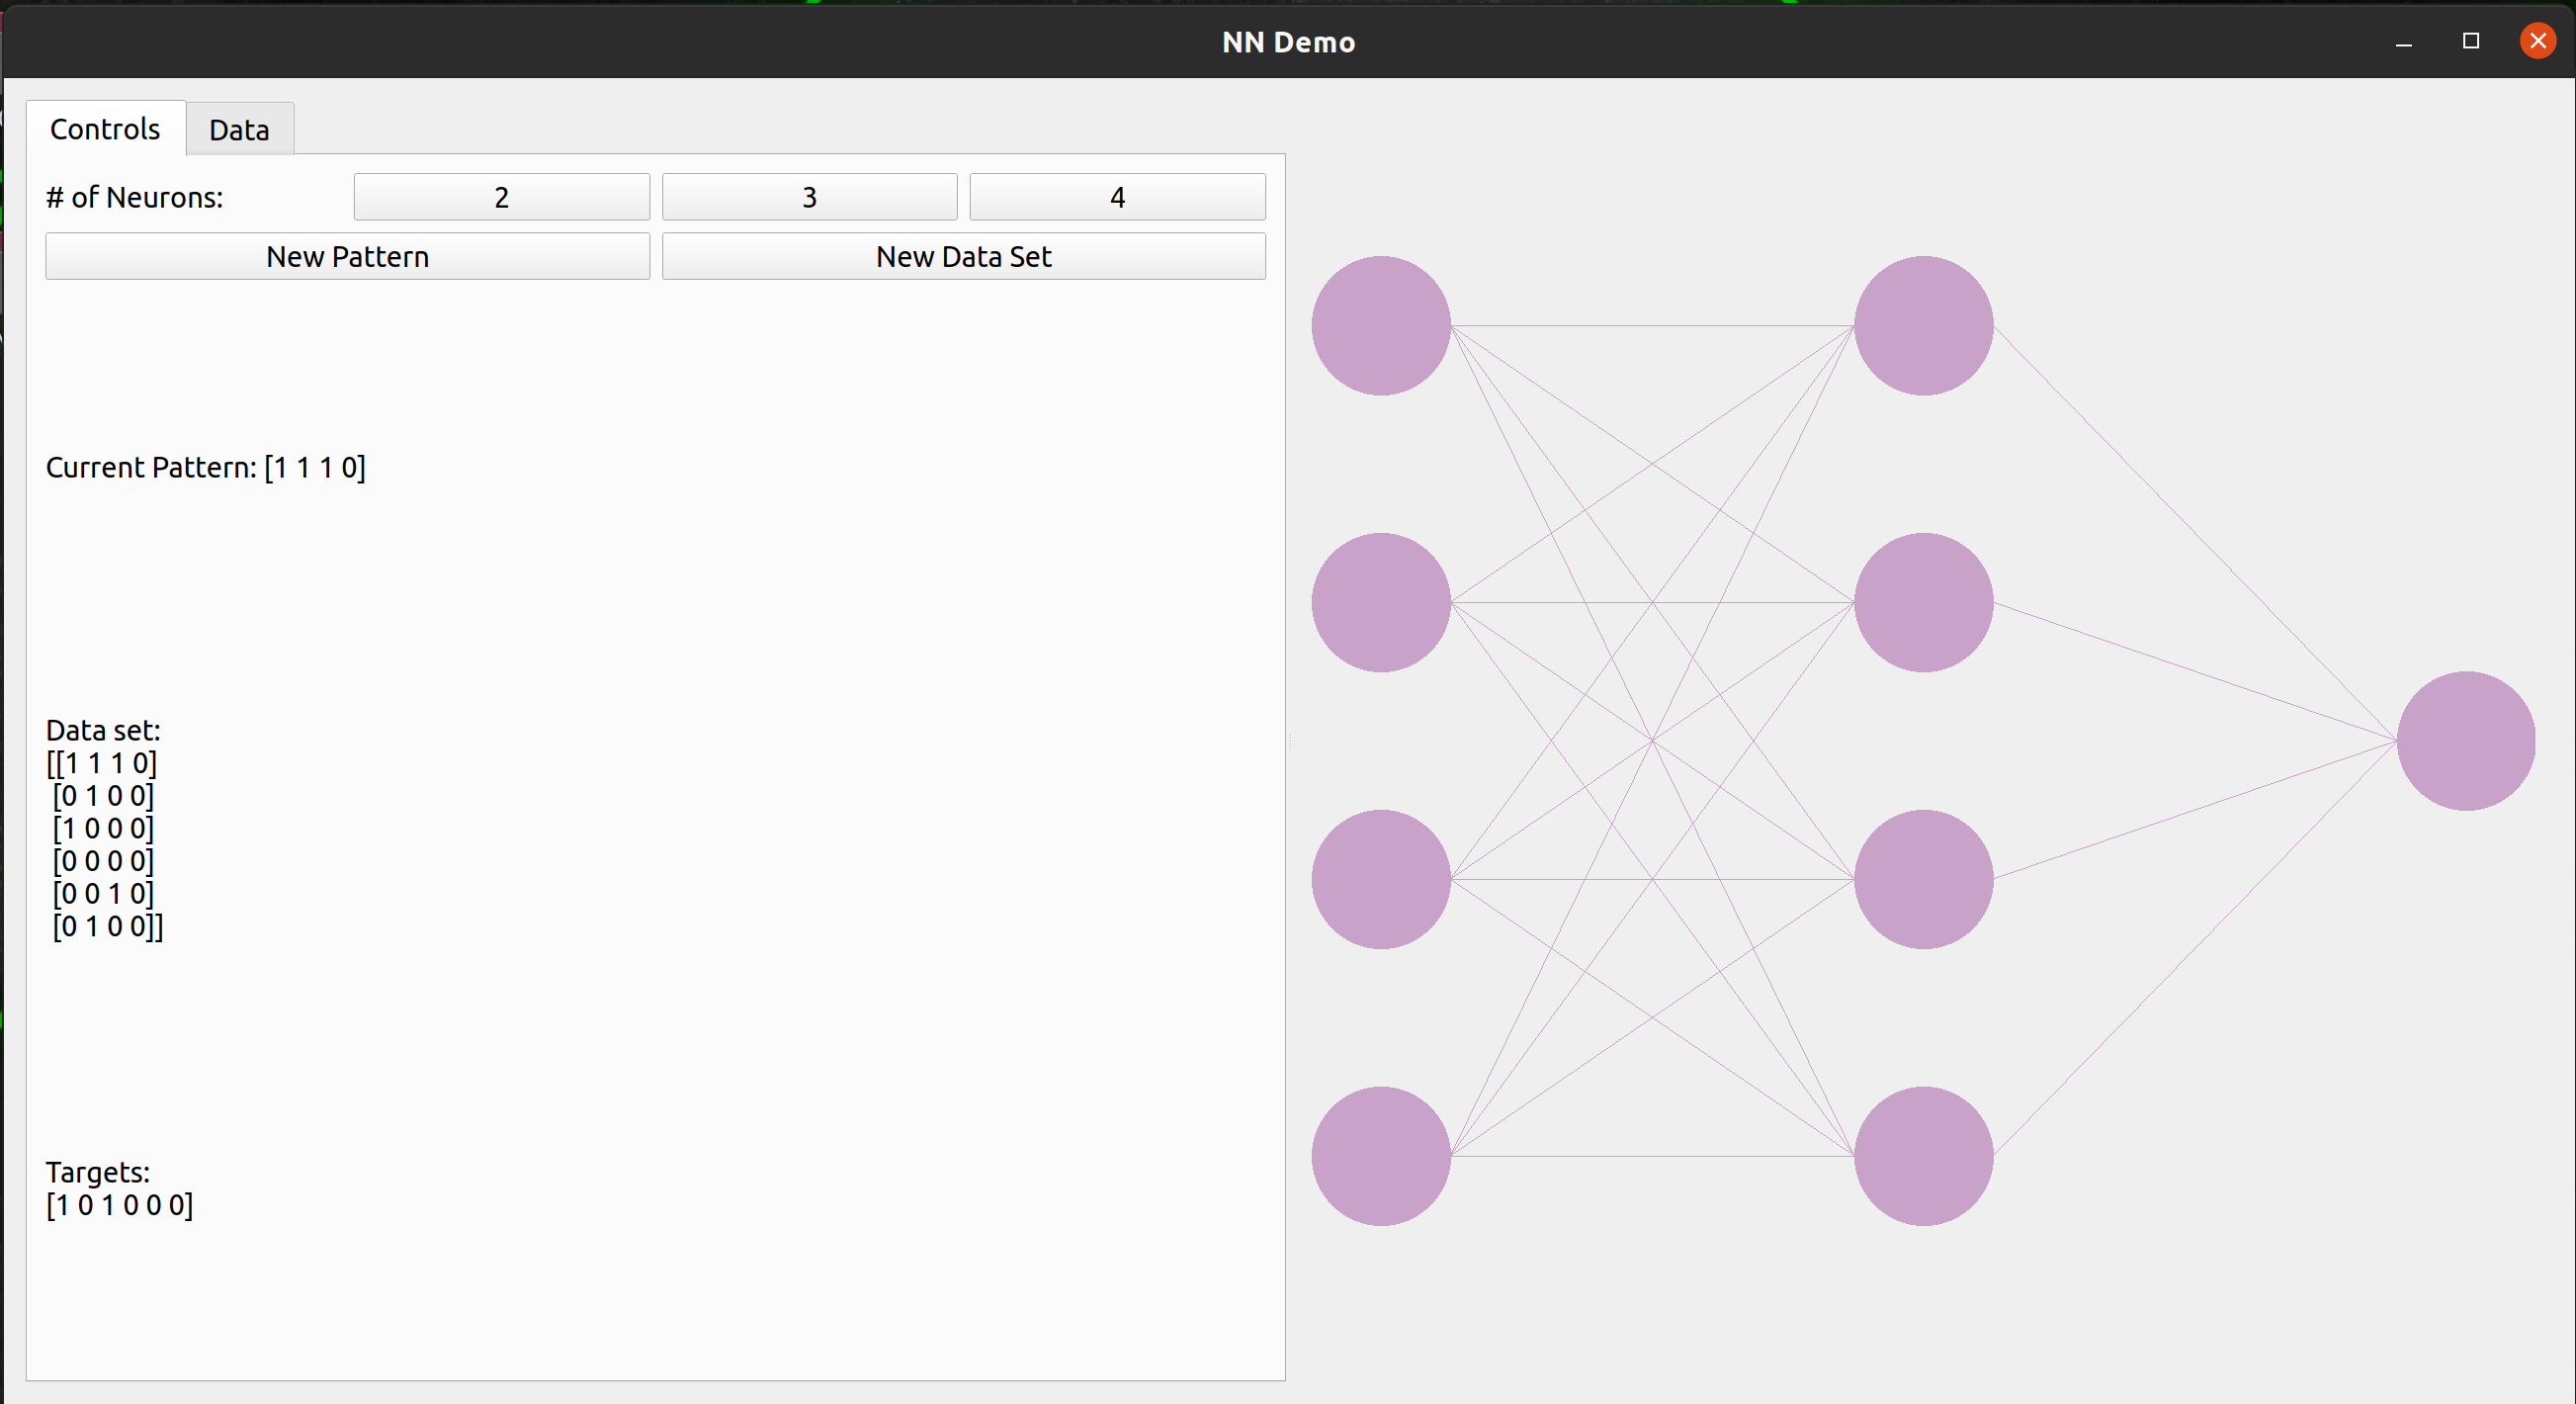 NN Demo
Controls Data
# of Neurons: 2 3 4
New Pattern New Data Set
Current Pattern: [1 1 1 0]
Data set:
[[1 1 1 0]
[0 1 0 0]
[1 0 0 0]
[0 0 0 0]
[0 0 1 0]
[0 1 0 0]]
Targets:
[1 0 1 0 0 0]